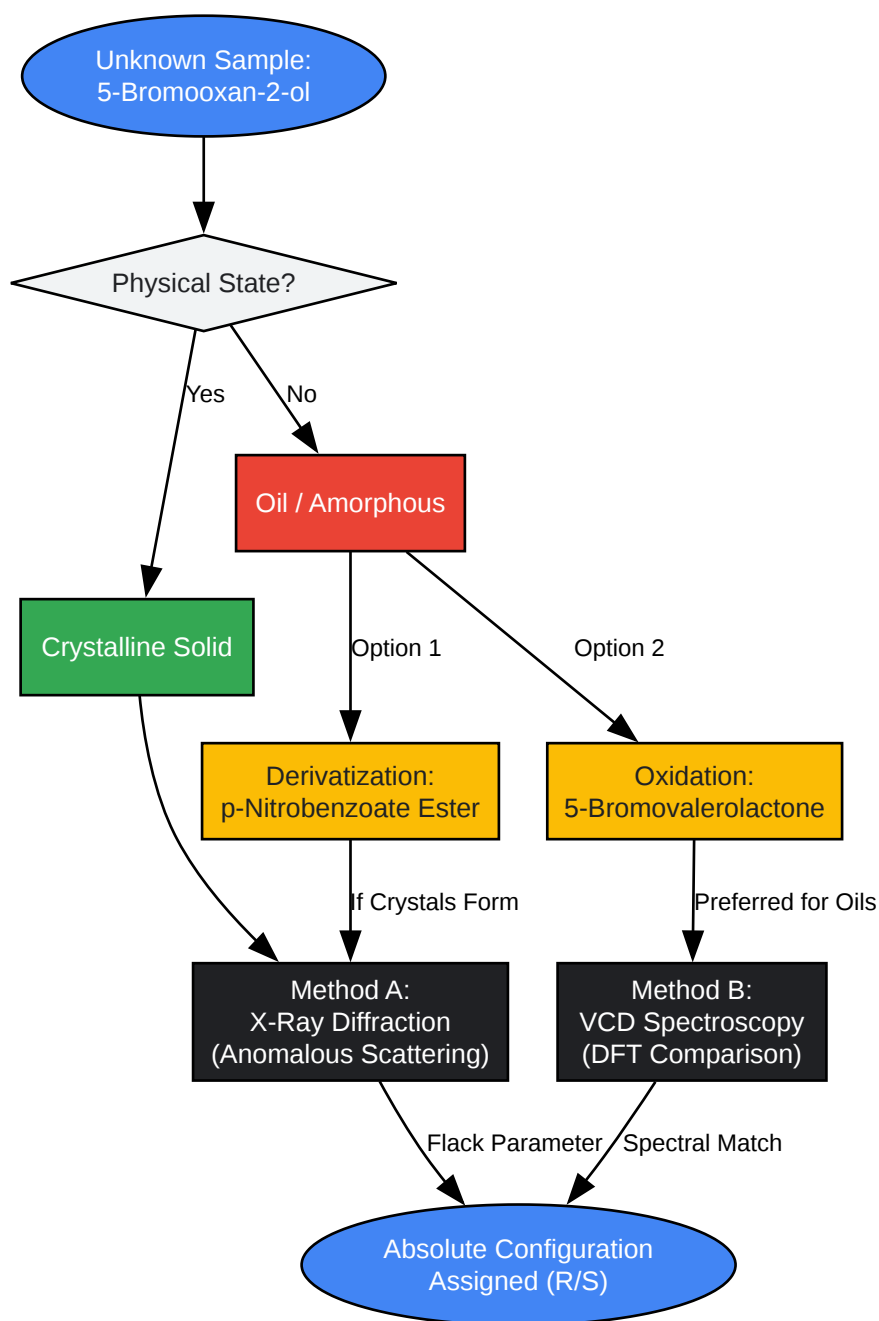 Unknown Sample:
5-Bromooxan-2-ol
Physical State?
Yes
No
Oil / Amorphous
Crystalline Solid
Option 1
Option 2
Derivatization:
p-Nitrobenzoate Ester
Oxidation:
5-Bromovalerolactone
If Crystals Form
Preferred for Oils
Method A:
X-Ray Diffraction
(Anomalous Scattering)
Method B:
VCD Spectroscopy
(DFT Comparison)
Flack Parameter
Spectral Match
Absolute Configuration
Assigned (R/S)